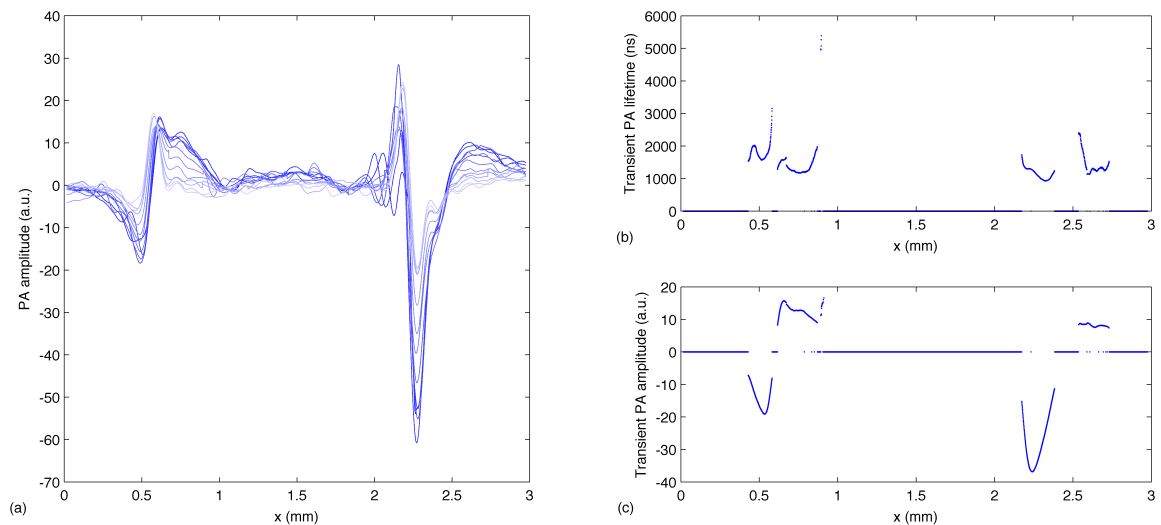 40
30
20
10
0
-10
-20
-30
-40
-50
-60
-70
PA amplitude (a.u.)
0 0.5 1 1.5 2 2.5 3
x (mm)
(a)
6000
5000
4000
3000
2000
1000
0
Transient PA lifetime (ns)
0 0.5 1 1.5 2 2.5 3
x (mm)
(b)
20
10
0
-10
-20
-30
-40
Transient PA amplitude (a.u.)
0 0.5 1 1.5 2 2.5 3
x (mm)
(c)